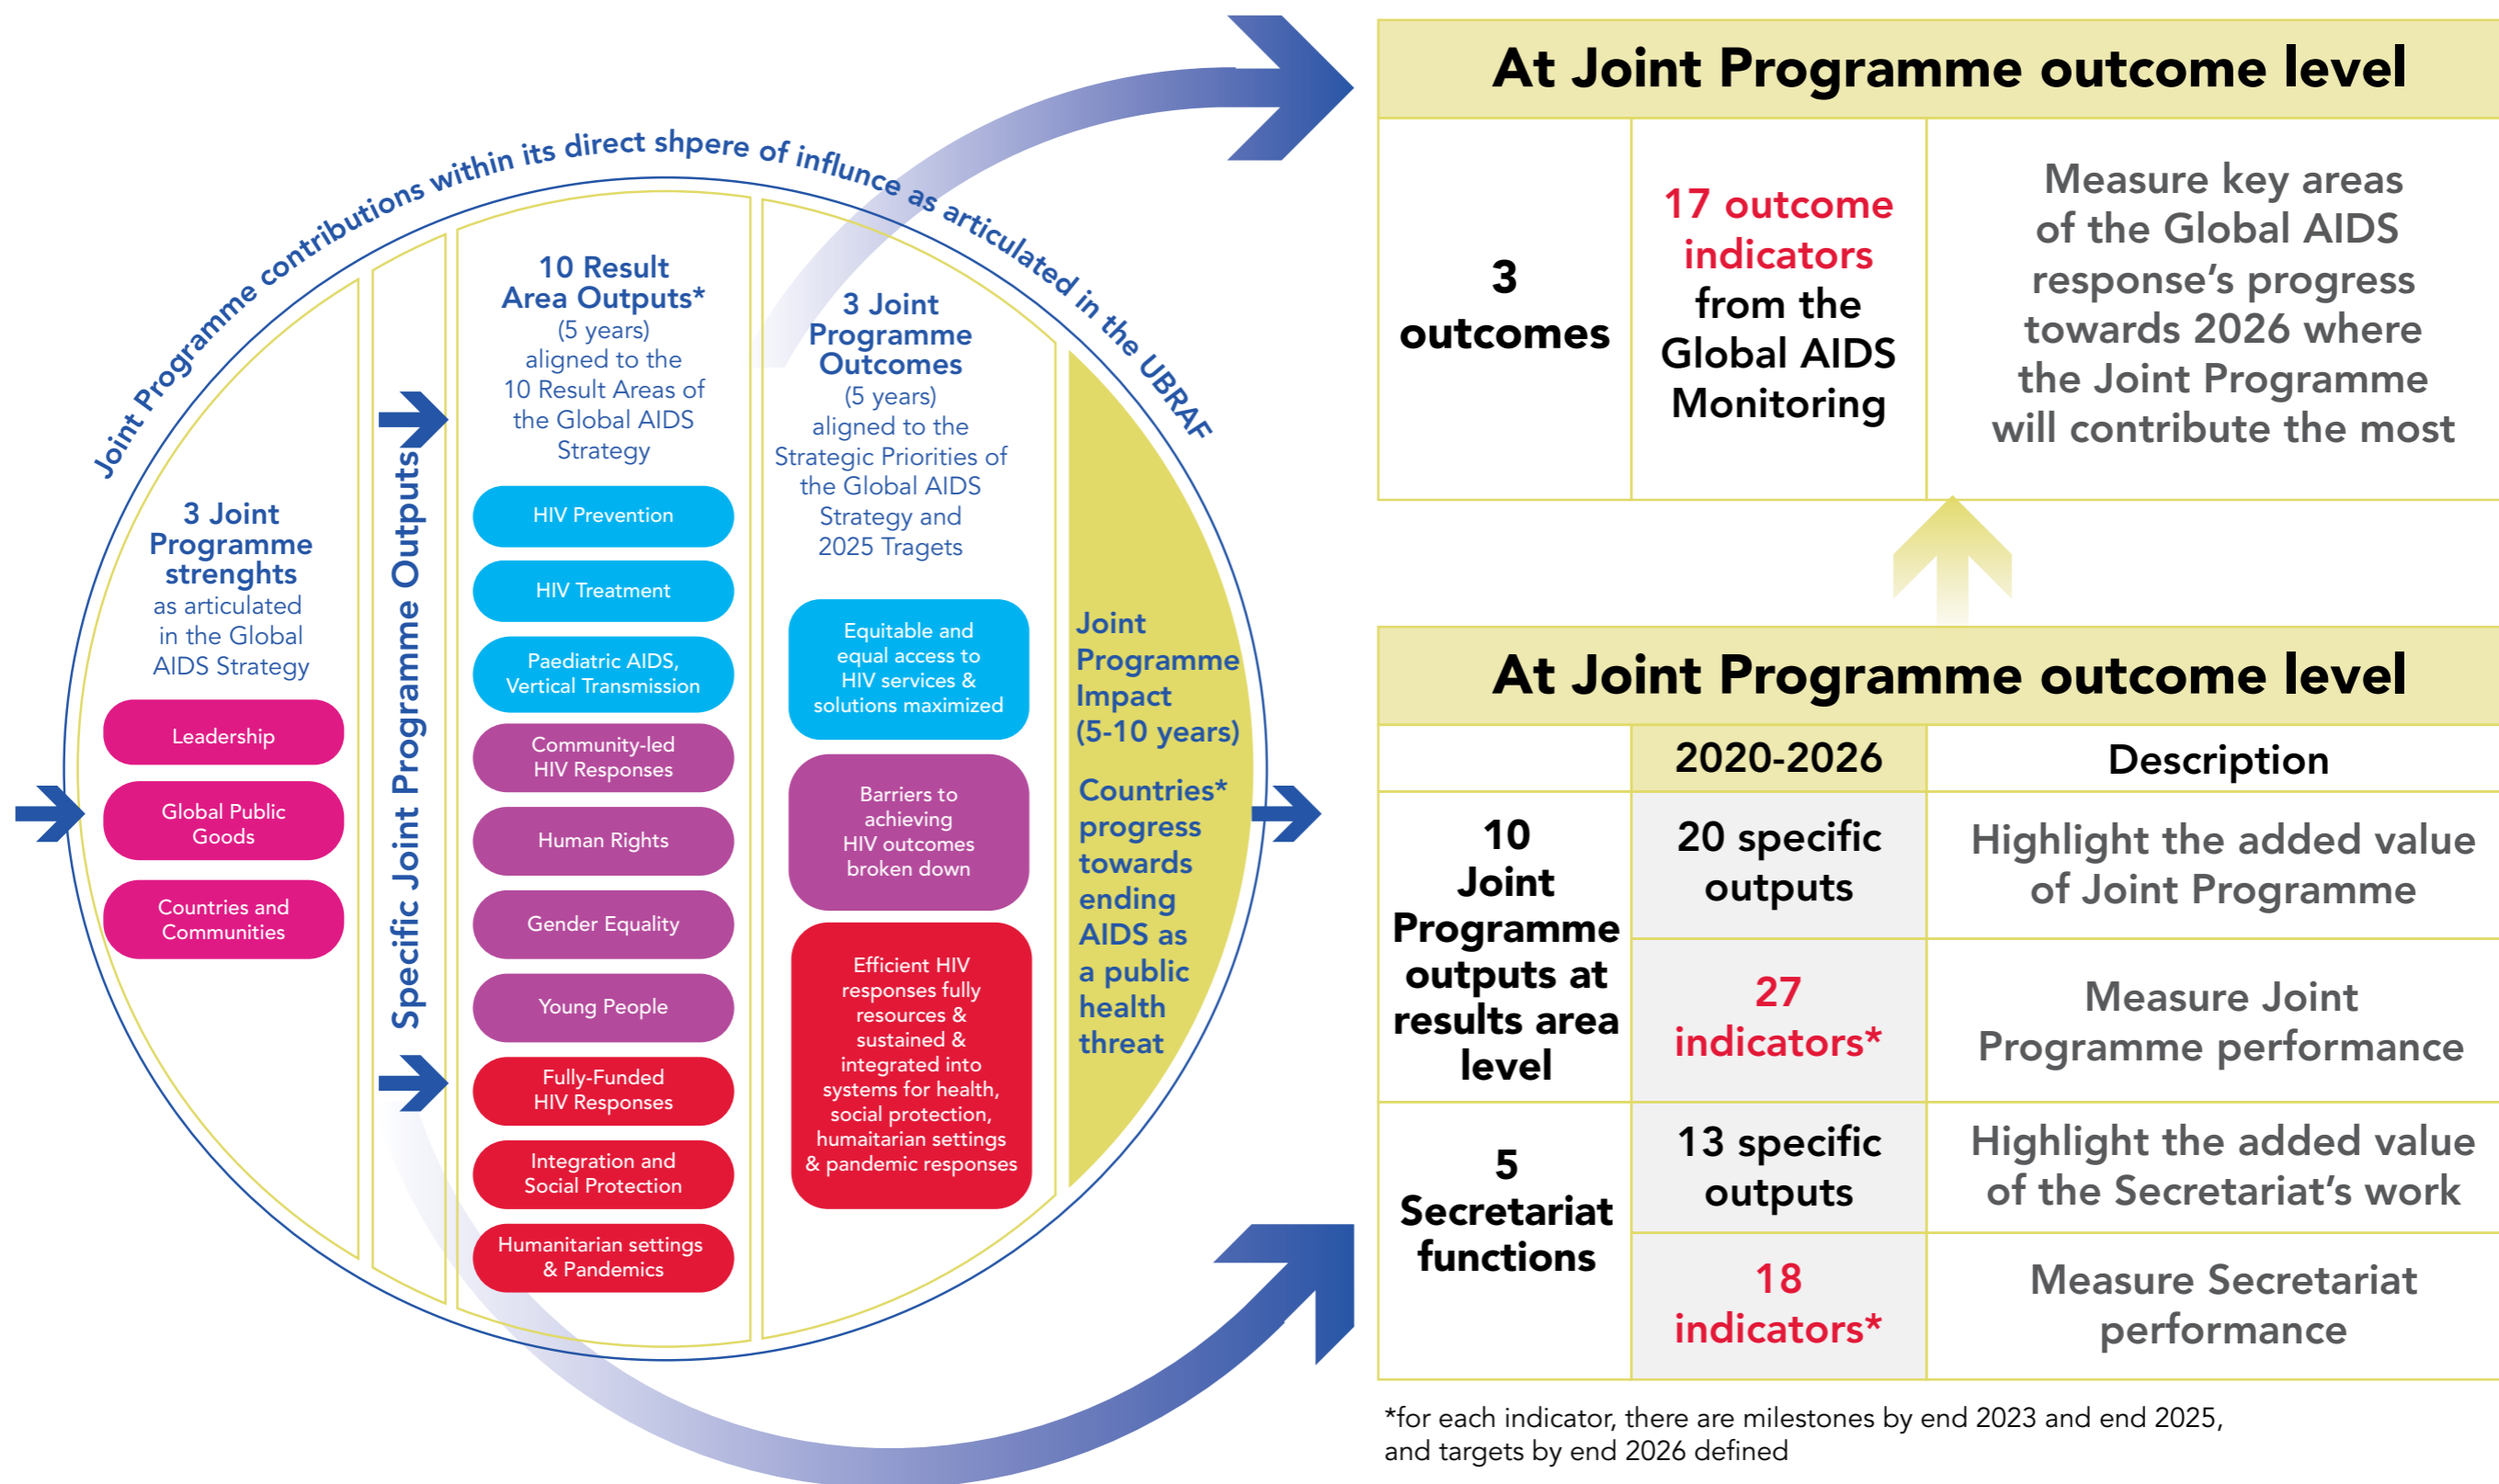 Joint Programme contributions within its direct shpere of influnce as articulated in the UBRAF
3 Joint
Programme
strenghts
as articulated
in the Global
AIDS Strategy
Leadership
Global Public
Goods
Countries and
Communities
Specific Joint Programme Outputs
10 Result
Area Outputs*
(5 years)
aligned to the
10 Result Areas of
the Global AIDS
Strategy
HIV Prevention
HIV Treatment
Paediatric AIDS,
Vertical Transmission
Community-led
HIV Responses
Human Rights
Gender Equality
Young People
Fully-Funded
HIV Responses
Integration and
Social Protection
Humanitarian settings
& Pandemics
3 Joint
Programme
Outcomes
(5 years)
aligned to the
Strategic Priorities of
the Global AIDS
Strategy and
2025 Tragets
Equitable and
equal access to
HIV services &
solutions maximized
Barriers to
achieving
HIV outcomes
broken down
Efficient HIV
responses fully
resources &
sustained &
integrated into
systems for health,
social protection,
humaitarian settings
& pandemic responses
Joint
Programme
Impact
(5-10 years)
Countries*
progress
towards
ending
AIDS as
a public
health
threat
At Joint Programme outcome level
3
outcomes
17 outcome
indicators
from the
Global AIDS
Monitoring
Measure key areas
of the Global AIDS
response's progress
towards 2026 where
the Joint Programme
will contribute the most
At Joint Programme outcome level
2020-2026
Description
10
Joint
Programme
outputs at
results area
level
20 specific
outputs
Highlight the added value
of Joint Programme
27
indicators*
Measure Joint
Programme performance
5
Secretariat
functions
13 specific
outputs
Highlight the added value
of the Secretariat's work
18
indicators*
Measure Secretariat
performance
*for each indicator, there are milestones by end 2023 and end 2025,
and targets by end 2026 defined